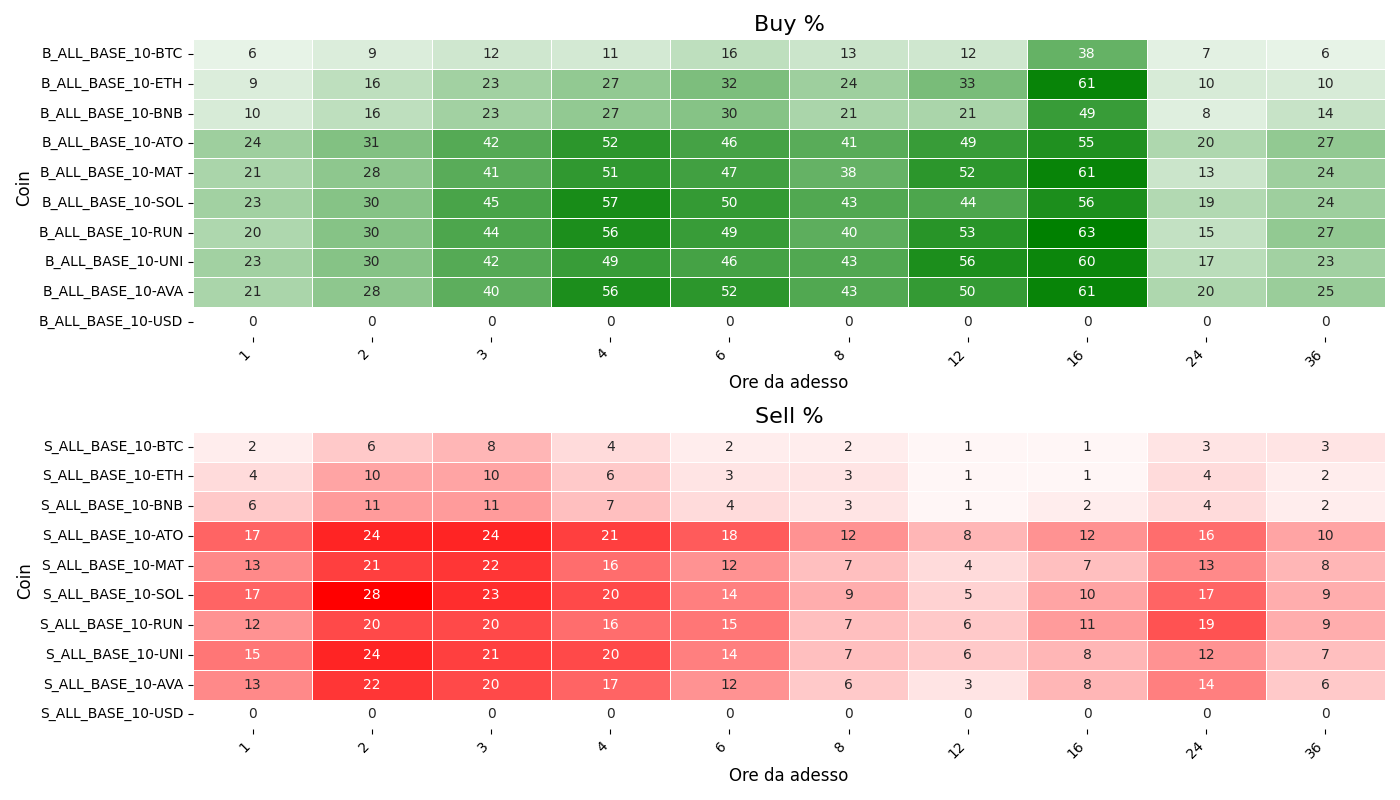 Buy %
Coin
B_ALL_BASE_10-BTC 6 9 12 11 16 13 12 38 7 6
B_ALL_BASE_10-ETH 9 16 23 27 32 24 33 61 10 10
B_ALL_BASE_10-BNB 10 16 23 27 30 21 21 49 8 14
B_ALL_BASE_10-ATO 24 31 42 52 46 41 49 55 20 27
B_ALL_BASE_10-MAT 21 28 41 51 47 38 52 61 13 24
B_ALL_BASE_10-SOL 23 30 45 57 50 43 44 56 19 24
B_ALL_BASE_10-RUN 20 30 44 56 49 40 53 63 15 27
B_ALL_BASE_10-UNI 23 30 42 49 46 43 56 60 17 23
B_ALL_BASE_10-AVA 21 28 40 56 52 43 50 61 20 25
B_ALL_BASE_10-USD 0 0 0 0 0 0 0 0 0 0
1 2 3 4 6 8 12 16 24 36
Ore da adesso
Sell %
Coin
S_ALL_BASE_10-BTC 2 6 8 4 2 2 1 1 3 3
S_ALL_BASE_10-ETH 4 10 10 6 3 3 1 1 4 2
S_ALL_BASE_10-BNB 6 11 11 7 4 3 1 2 4 2
S_ALL_BASE_10-ATO 17 24 24 21 18 12 8 12 16 10
S_ALL_BASE_10-MAT 13 21 22 16 12 7 4 7 13 8
S_ALL_BASE_10-SOL 17 28 23 20 14 9 5 10 17 9
S_ALL_BASE_10-RUN 12 20 20 16 15 7 6 11 19 9
S_ALL_BASE_10-UNI 15 24 21 20 14 7 6 8 12 7
S_ALL_BASE_10-AVA 13 22 20 17 12 6 3 8 14 6
S_ALL_BASE_10-USD 0 0 0 0 0 0 0 0 0 0
1 2 3 4 6 8 12 16 24 36
Ore da adesso